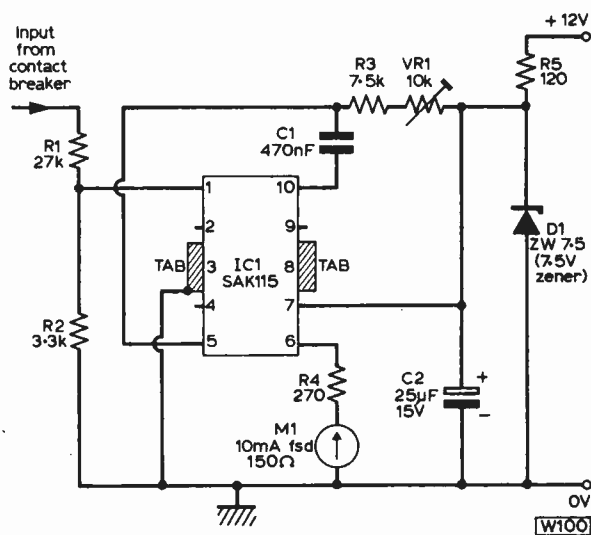 Input
from
contact
breaker
+ 12V
R5
120
R3
7.5k
VR1
10k
C1
470nF
R1
27k
1
10
2
9
D1
ZW 7.5
(7.5V
zener)
TAB
3
IC1
SAK115
8
TAB
4
7
R2
3.3k
5
6
R4
270
C2
25µF
15V
+
-
M1
10mA fsd
150Ω
0V
W100